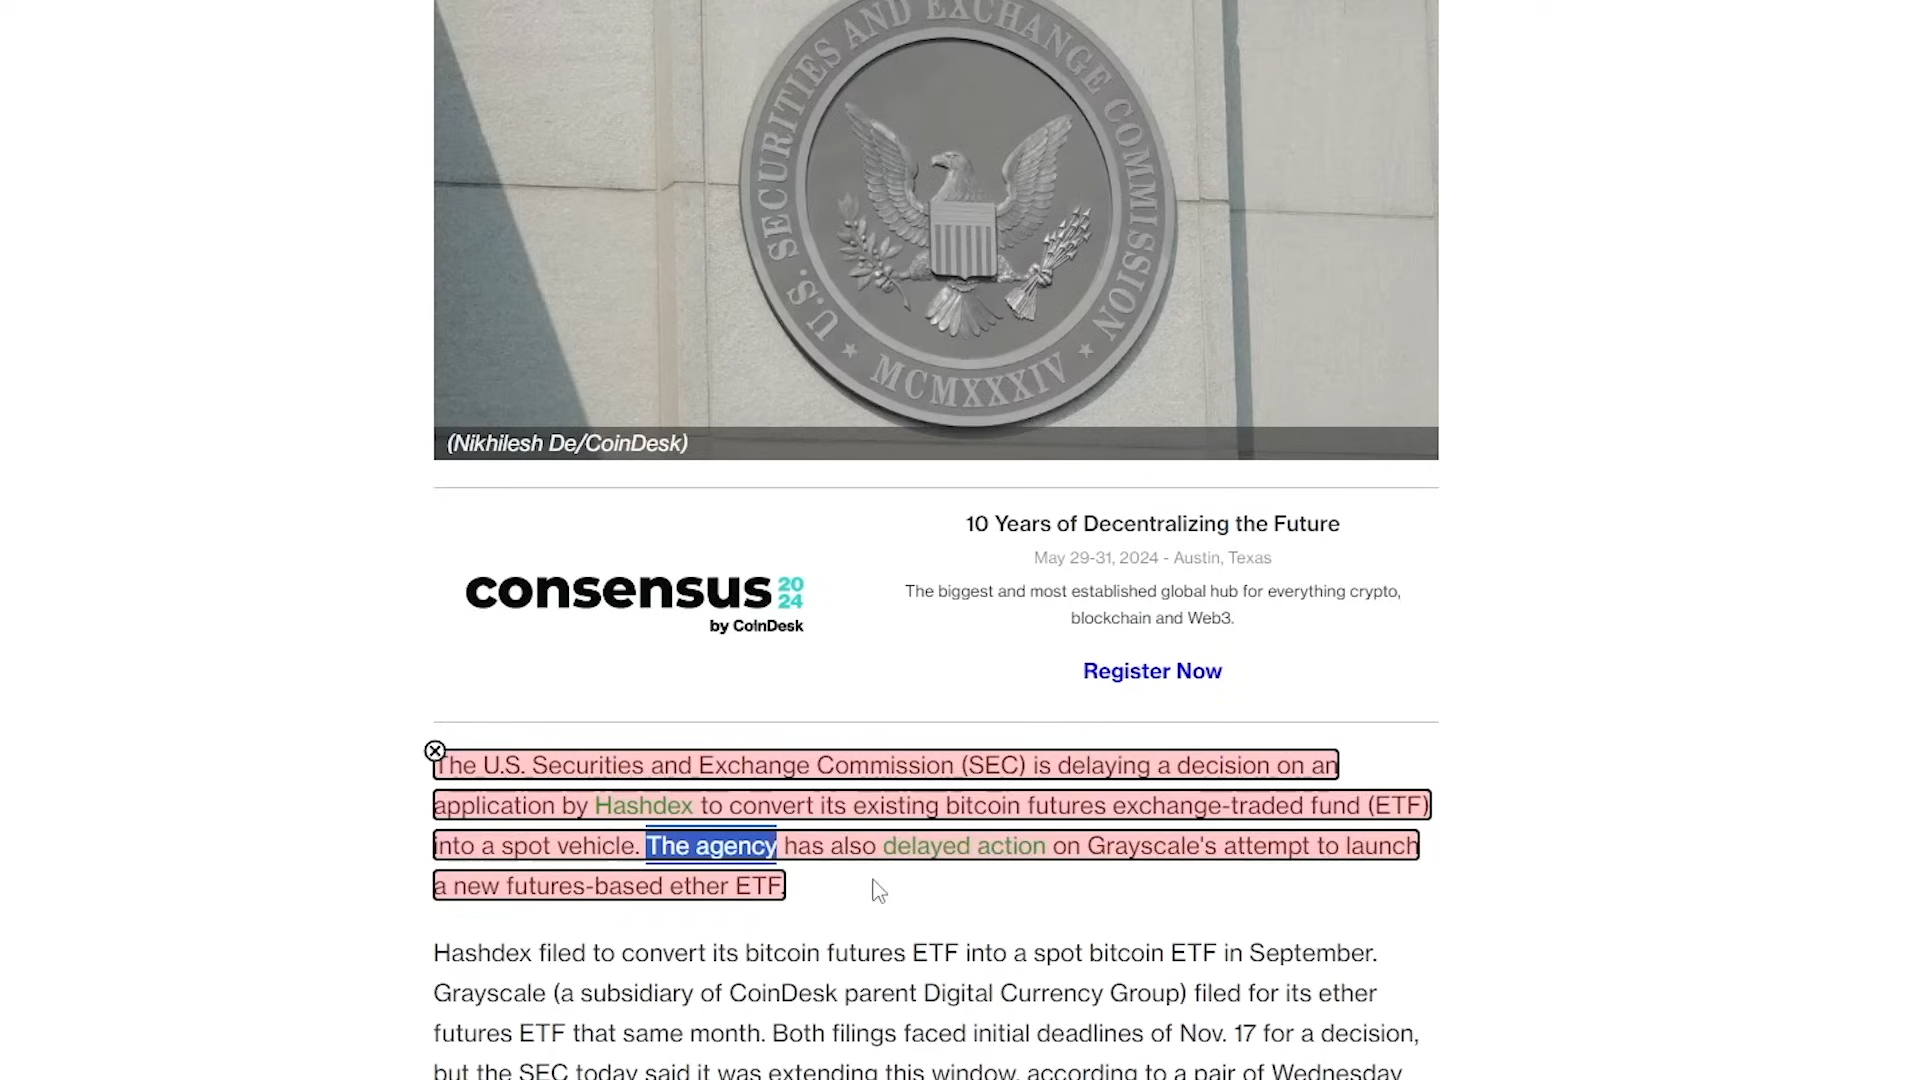 U.S. SECURITIES AND EXCHANGE COMMISSION
★ MCMXXXIV ★
(Nikhilesh De/CoinDesk)
10 Years of Decentralizing the Future
May 29-31, 2024 - Austin, Texas
consensus 2024
by CoinDesk
The biggest and most established global hub for everything crypto,
blockchain and Web3.
Register Now
The U.S. Securities and Exchange Commission (SEC) is delaying a decision on an
application by Hashdex to convert its existing bitcoin futures exchange-traded fund (ETF)
into a spot vehicle. The agency has also delayed action on Grayscale's attempt to launch
a new futures-based ether ETF.
Hashdex filed to convert its bitcoin futures ETF into a spot bitcoin ETF in September.
Grayscale (a subsidiary of CoinDesk parent Digital Currency Group) filed for its ether
futures ETF that same month. Both filings faced initial deadlines of Nov. 17 for a decision,
but the SEC today said it was extending this window, according to a pair of Wednesday